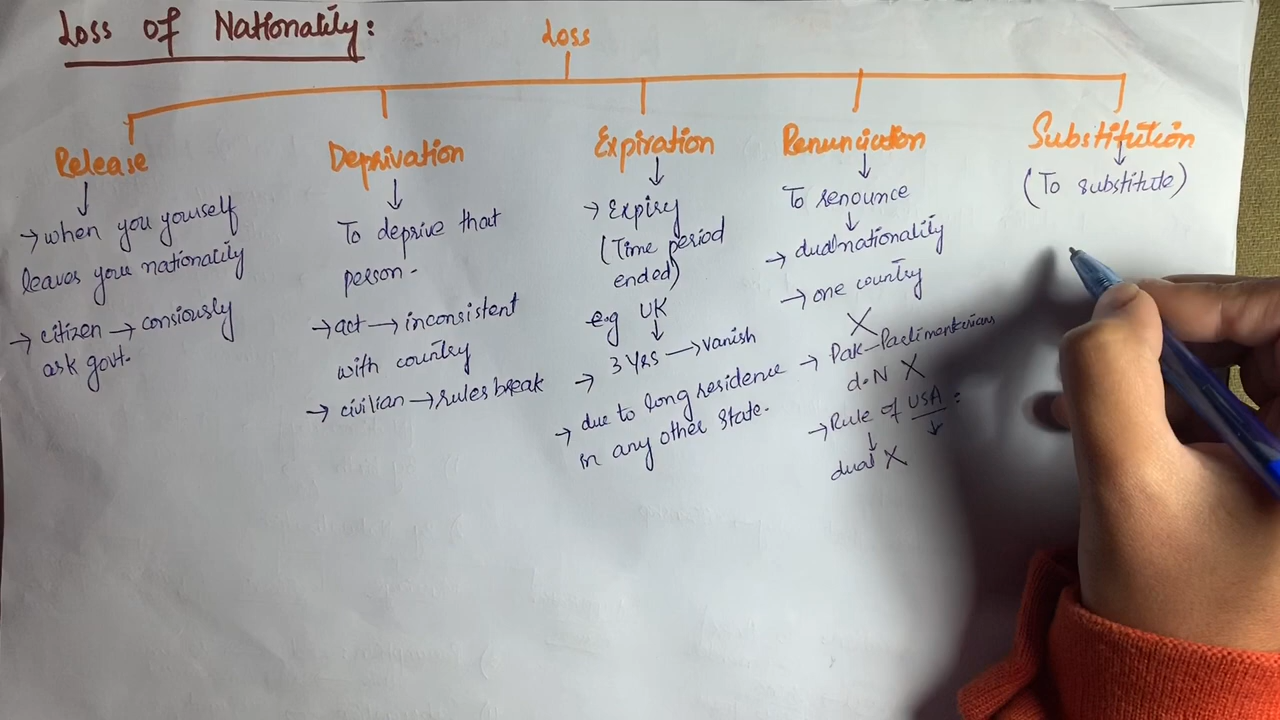 Loss of Nationality:
Loss
Release
→ when you yourself
leaves your nationality
→ citizen → consiously
ask govt.
Deprivation
To deprive that
person.
→ act → inconsistent
with country
→ civilian → rules break
Expiration
→ Expiry
(Time period
ended)
e.g UK
→ 3 Yrs → vanish
→ due to long residence
in any other state.
Renunciation
To renounce
→ dual nationality
→ one country
X
→ Pak-Parlimentarians
d.N X
→ Rule of USA:
dual X
Substitution
(To substitute)